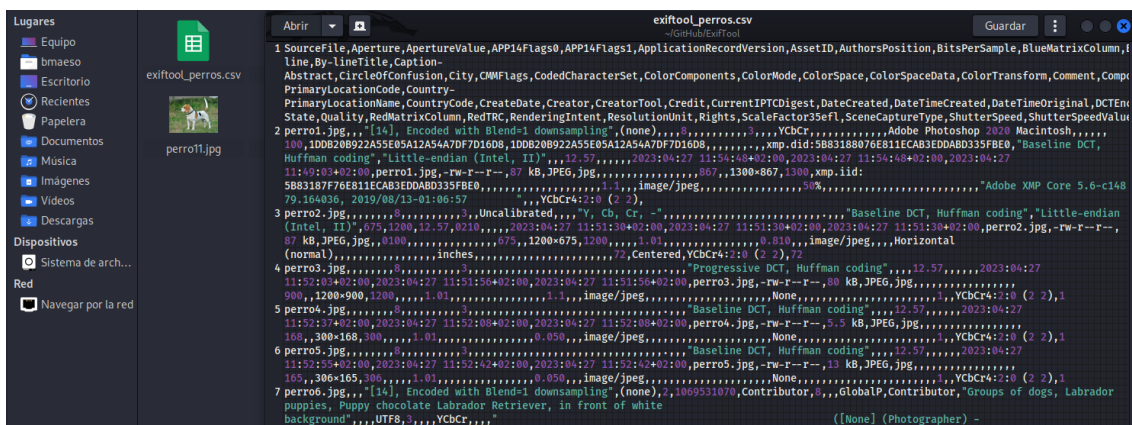 Lugares
Equipo
bmaeso
Escritorio
Recientes
Papelera
Documentos
Música
Imágenes
Vídeos
Descargas
Dispositivos
Sistema de arch...
Red
Navegar por la red
exiftool_perros.csv
perro11.jpg
Abrir
exiftool_perros.csv
~/GitHub/ExifTool
Guardar
1 SourceFile,Aperture,ApertureValue,APP14Flags0,APP14Flags1,ApplicationRecordVersion,AssetID,AuthorsPosition,BitsPerSample,BlueMatrixColumn,
line,By-lineTitle,Caption-
Abstract,CircleOfConfusion,City,CMMFlags,CodedCharacterSet,ColorComponents,ColorMode,ColorSpace,ColorSpaceData,ColorTransform,Comment,Comp
PrimaryLocationCode,Country-
PrimaryLocationName,CountryCode,CreateDate,Creator,CreatorTool,Credit,CurrentIPTCDigest,DateCreated,DateTimeCreated,DateTimeOriginal,DCTEnc
State,Quality,RedMatrixColumn,RedTRC,RenderingIntent,ResolutionUnit,Rights,ScaleFactor35efl,SceneCaptureType,ShutterSpeed,ShutterSpeedValue
2 perro1.jpg,,,"[14], Encoded with Blend=1 downsampling",(none),,,,8,,,,,,,,,,3,,,,YCbCr,,,,,,,,,,,,,Adobe Photoshop 2020 Macintosh,,,,,,
100,1DDB20B922A55E05A12A54A7DF7D16D8,1DDB20B922A55E05A12A54A7DF7D16D8,,,,,,,,.,,xmp.did:5B83188076E811ECAB3EDDABD335FBE0,"Baseline DCT,
Huffman coding","Little-endian (Intel, II)",,,12.57,,,,,,2023:04:27 11:54:48+02:00,2023:04:27 11:54:48+02:00,2023:04:27
11:49:03+02:00,perro1.jpg,-rw-r--r--,87 kB,JPEG,jpg,,,,,,,,,,,,,,,,,867,,1300×867,1300,xmp.iid:
5B83187F76E811ECAB3EDDABD335FBE0,,,,,,,,,,,,,,,,,,,,1.1,,,image/jpeg,,,,,,,,,,,,,50%,,,,,,,,,,,,,,,,,,,,,,,,,,"Adobe XMP Core 5.6-c148
79.164036, 2019/08/13-01:06:57 ",,,YCbCr4:2:0 (2 2),
3 perro2.jpg,,,,,,,,8,,,,,,,,,,3,,Uncalibrated,,,,"Y, Cb, Cr, -",,,,,,,,,,,,,,,,,,,,,,,,.,,,"Baseline DCT, Huffman coding","Little-endian
(Intel, II)",675,1200,12.57,0210,,,,,2023:04:27 11:51:30+02:00,2023:04:27 11:51:30+02:00,2023:04:27 11:51:30+02:00,perro2.jpg,-rw-r--r--,
87 kB,JPEG,jpg,,0100,,,,,,,,,,,,,,,675,,1200×675,1200,,,,,1.01,,,,,,,,,,,,,,,,0.810,,,image/jpeg,,,,Horizontal
(normal),,,,,,,,,,,,,,inches,,,,,,,,,,,,,,,,,,,,,72,Centered,YCbCr4:2:0 (2 2),72
4 perro3.jpg,,,,,,,,8,,,,,,,,,,3,,,,,,,,,,,,,,,,,,,,,,,,,,,,,,,,.,,,"Progressive DCT, Huffman coding",,,,12.57,,,,,,2023:04:27
11:52:03+02:00,2023:04:27 11:51:56+02:00,2023:04:27 11:51:56+02:00,perro3.jpg,-rw-r--r--,80 kB,JPEG,jpg,,,,,,,,,,,,,,,,,
900,,1200×900,1200,,,,,1.01,,,,,,,,,,,,,,,,1.1,,,image/jpeg,,,,,,,,,,,,,,,,None,,,,,,,,,,,,,,,,,,,,,,1,,YCbCr4:2:0 (2 2),1
5 perro4.jpg,,,,,,,,8,,,,,,,,,,3,,,,,,,,,,,,,,,,,,,,,,,,,,,,,,,,.,,,"Baseline DCT, Huffman coding",,,,12.57,,,,,,2023:04:27
11:52:37+02:00,2023:04:27 11:52:08+02:00,2023:04:27 11:52:08+02:00,perro4.jpg,-rw-r--r--,5.5 kB,JPEG,jpg,,,,,,,,,,,,,,,,,
168,,300×168,300,,,,,1.01,,,,,,,,,,,,,,,,0.050,,,image/jpeg,,,,,,,,,,,,,,,,None,,,,,,,,,,,,,,,,,,,,,,1,,YCbCr4:2:0 (2 2),1
6 perro5.jpg,,,,,,,,8,,,,,,,,,,3,,,,,,,,,,,,,,,,,,,,,,,,,,,,,,,,.,,,"Baseline DCT, Huffman coding",,,,12.57,,,,,,2023:04:27
11:52:55+02:00,2023:04:27 11:52:42+02:00,2023:04:27 11:52:42+02:00,perro5.jpg,-rw-r--r--,13 kB,JPEG,jpg,,,,,,,,,,,,,,,,,
165,,306×165,306,,,,,1.01,,,,,,,,,,,,,,,,0.050,,,image/jpeg,,,,,,,,,,,,,,,,None,,,,,,,,,,,,,,,,,,,,,,1,,YCbCr4:2:0 (2 2),1
7 perro6.jpg,,,"[14], Encoded with Blend=1 downsampling",(none),2,1069531070,Contributor,8,,,GlobalP,Contributor,"Groups of dogs, Labrador
puppies, Puppy chocolate Labrador Retriever, in front of white
background",,,,UTF8,3,,,,YCbCr,,,," ([None] (Photographer) -